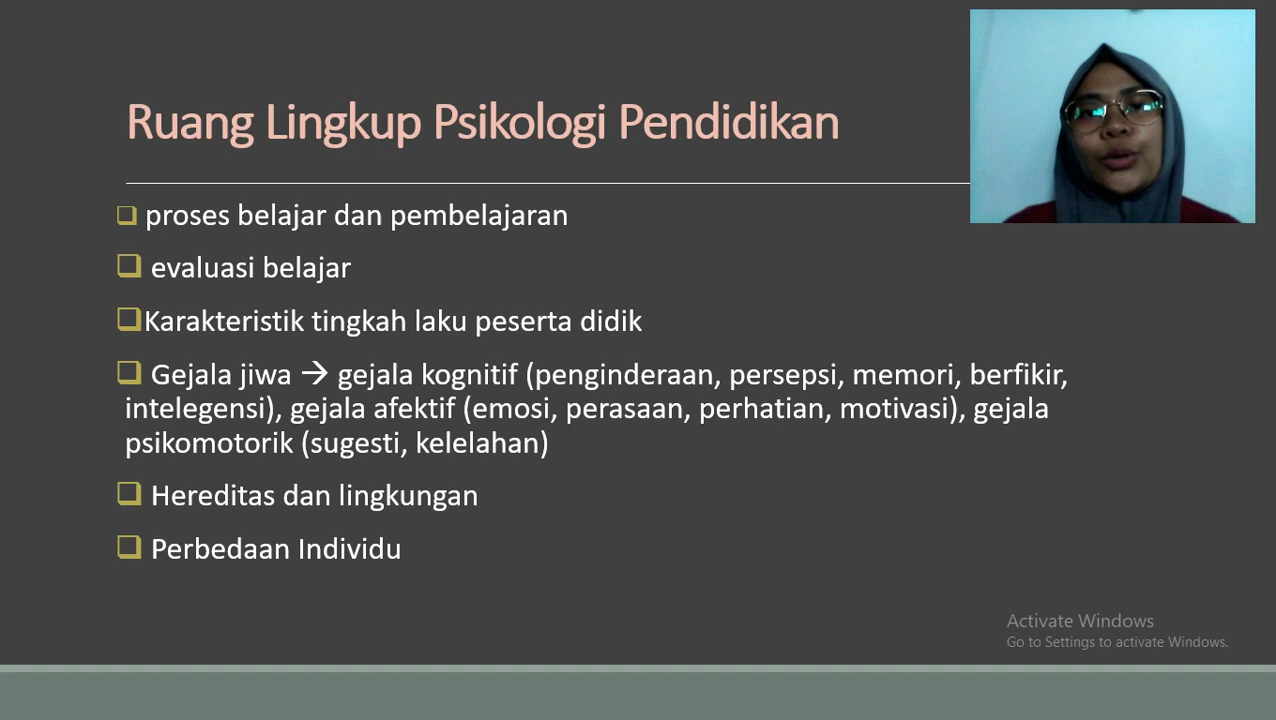 Ruang Lingkup Psikologi Pendidikan
proses belajar dan pembelajaran
evaluasi belajar
Karakteristik tingkah laku peserta didik
Gejala jiwa → gejala kognitif (penginderaan, persepsi, memori, berfikir,
intelegensi), gejala afektif (emosi, perasaan, perhatian, motivasi), gejala
psikomotorik (sugesti, kelelahan)
Hereditas dan lingkungan
Perbedaan Individu
Activate Windows
Go to Settings to activate Windows.